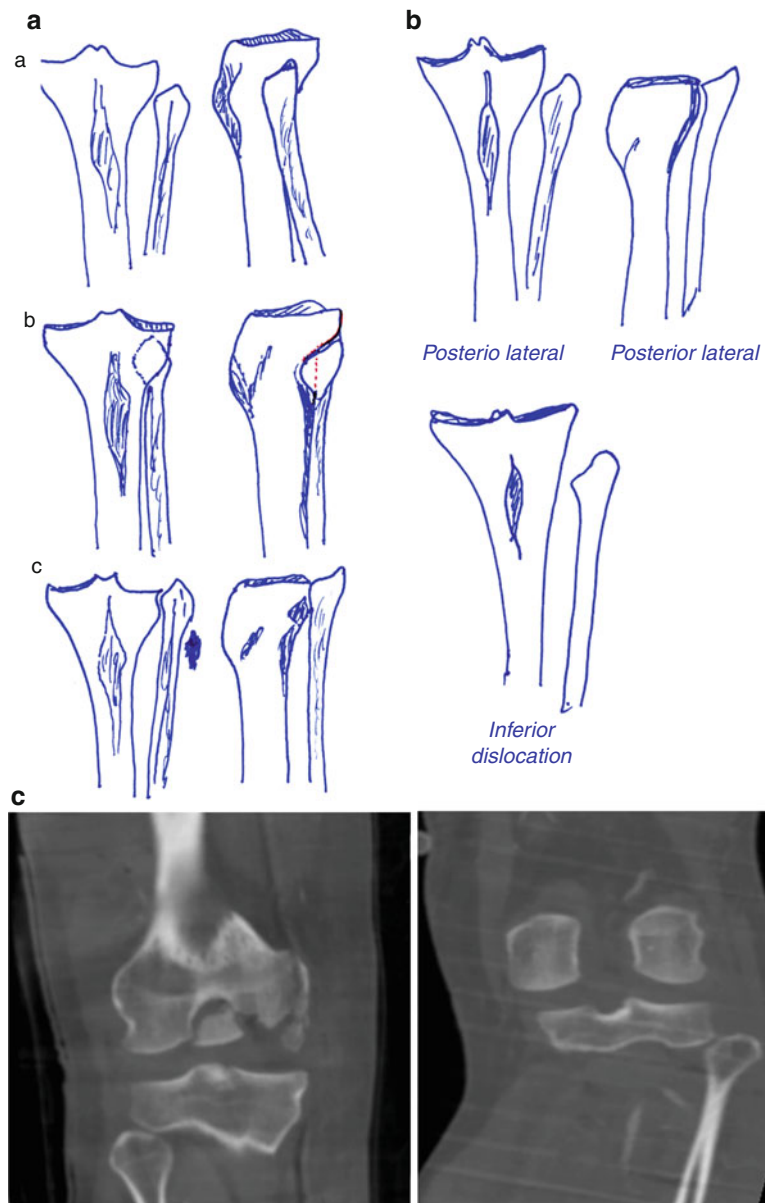 a
a
b
c
b
Posterio lateral
Posterior lateral
Inferior
dislocation
c